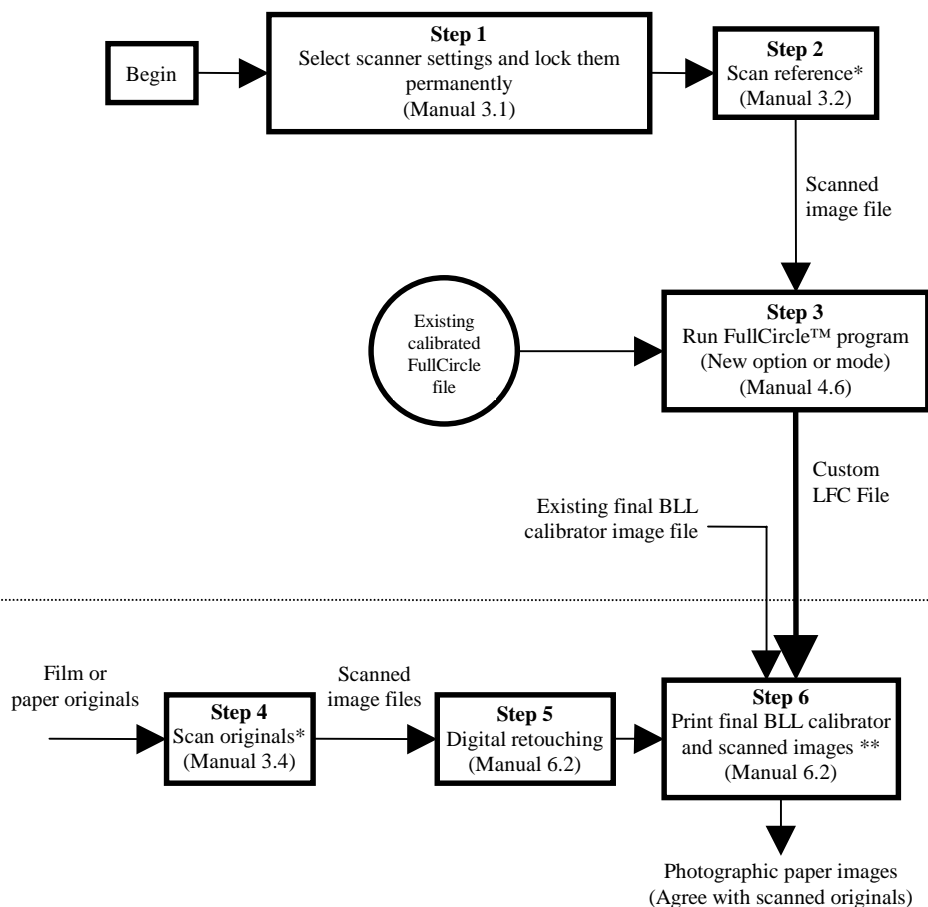 Begin
Step 1
Select scanner settings and lock them
permanently
(Manual 3.1)
Step 2
Scan reference*
(Manual 3.2)
Scanned
image file
Existing
calibrated
FullCircle
file
Step 3
Run FullCircle™ program
(New option or mode)
(Manual 4.6)
Custom
LFC File
Existing final BLL
calibrator image file
Film or
paper originals
Step 4
Scan originals*
(Manual 3.4)
Scanned
image files
Step 5
Digital retouching
(Manual 6.2)
Step 6
Print final BLL calibrator
and scanned images **
(Manual 6.2)
Photographic paper images
(Agree with scanned originals)